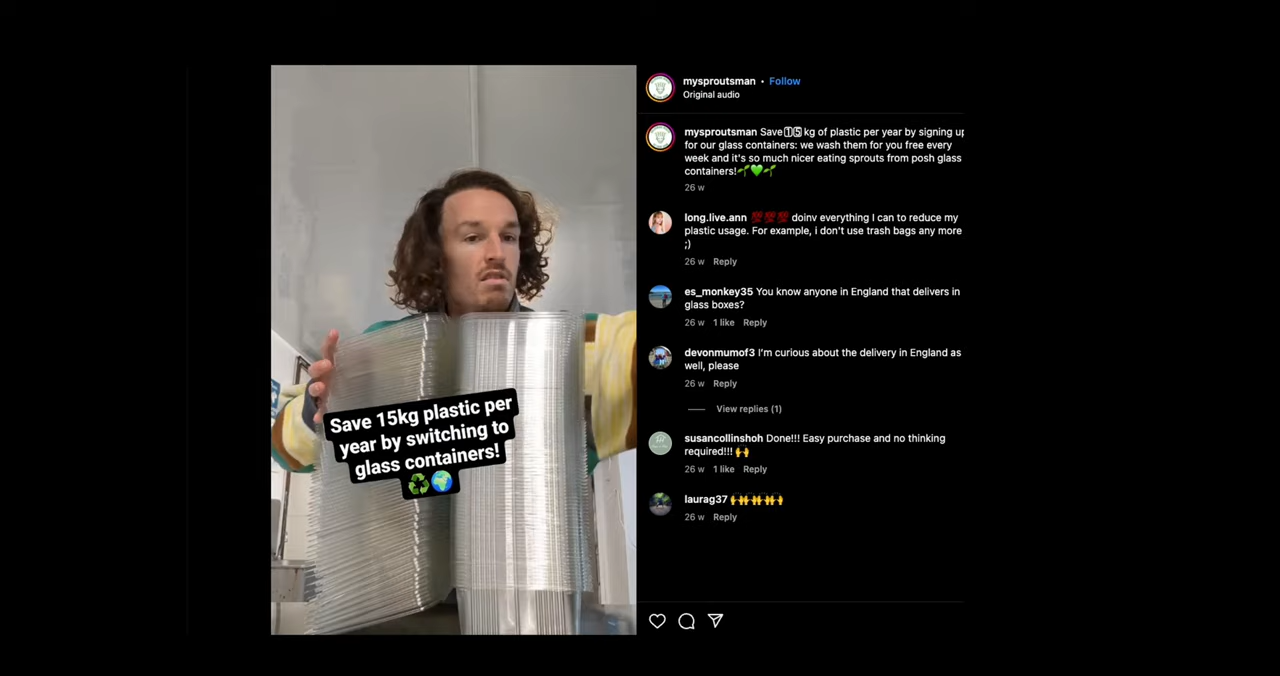 Save 15kg plastic per
year by switching to
glass containers!
♻️🌍
mysproutsman • Follow
Original audio
mysproutsman Save1️⃣5️⃣kg of plastic per year by signing up
for our glass containers: we wash them for you free every
week and it's so much nicer eating sprouts from posh glass
containers!🌱💚🌱
26 w
long.live.ann 💯💯💯 doinv everything I can to reduce my
plastic usage. For example, i don't use trash bags any more
;)
26 w Reply
es_monkey35 You know anyone in England that delivers in
glass boxes?
26 w 1 like Reply
devonmumof3 I'm curious about the delivery in England as
well, please
26 w Reply
View replies (1)
susancollinshoh Done!!! Easy purchase and no thinking
required!!! 🙌
26 w 1 like Reply
laurag37 🙌🙌🙌🙌
26 w Reply